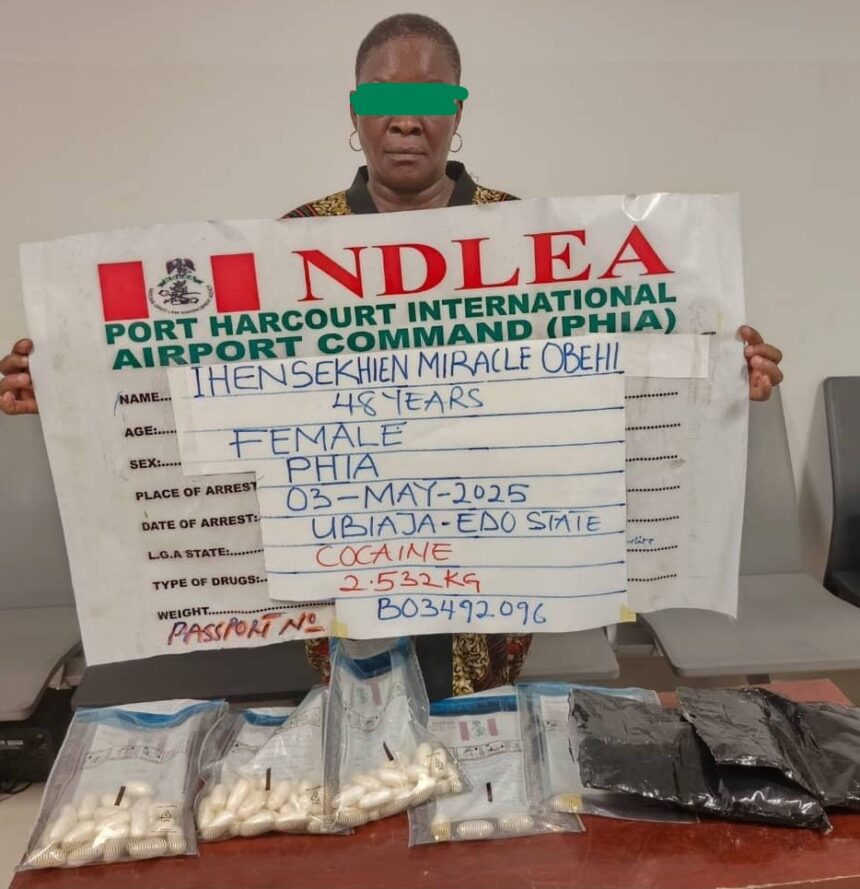 NDLEA
PORT HARCOURT INTERNATIONAL
AIRPORT COMMAND (PHIA)
NAME... IHENSEKHIEN MIRACLE OBEHI
AGE:..... 48 YEARS
SEX:..... FEMALE
PLACE OF ARREST PHIA
DATE OF ARREST: 03-MAY-2025
L.G.A STATE:....... UBIAJA-EDO STATE
TYPE OF DRUGS:.. COCAINE
WEIGHT.................... 2.532KG
PASSPORT No B03492096